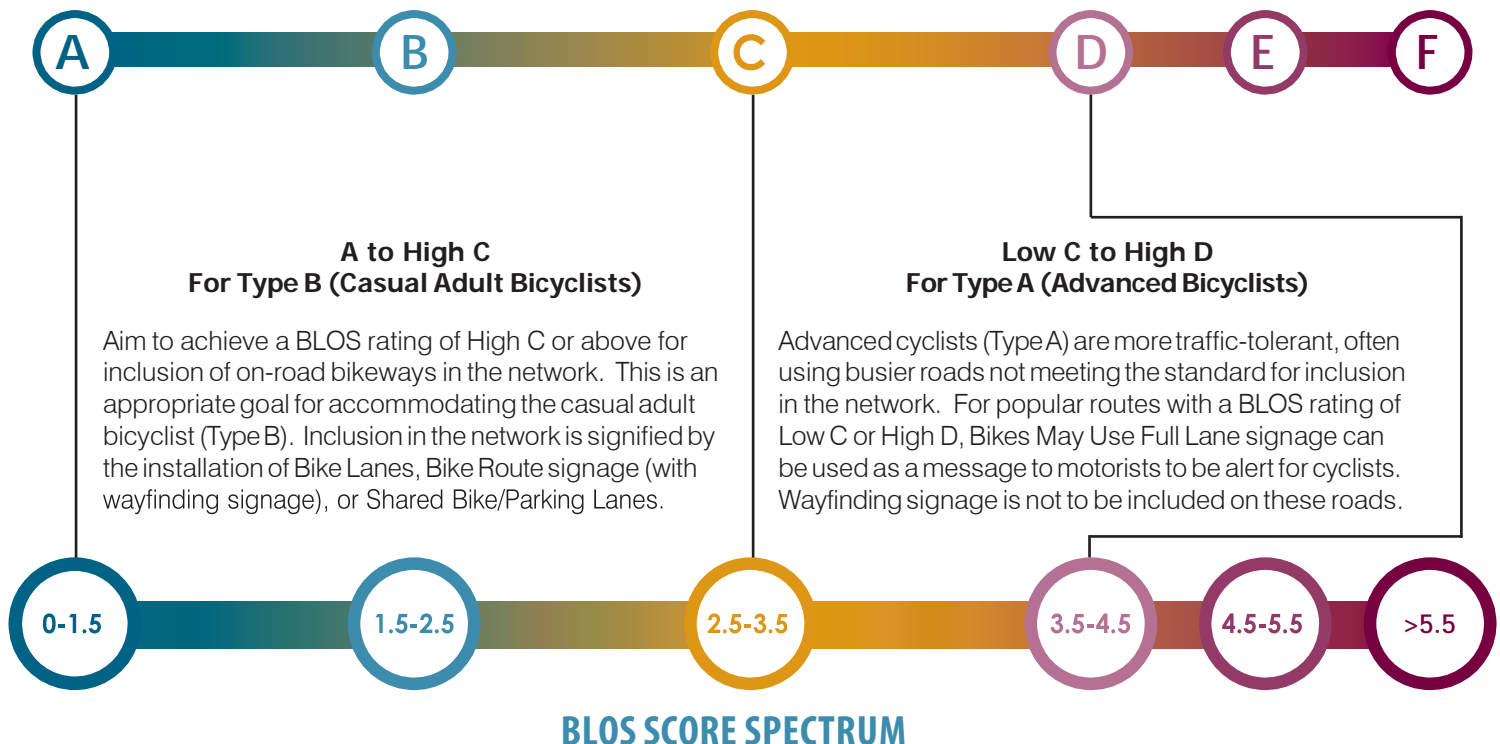 A
B
C
D
E
F
A to High C
For Type B (Casual Adult Bicyclists)
Aim to achieve a BLOS rating of High C or above for
inclusion of on-road bikeways in the network. This is an
appropriate goal for accommodating the casual adult
bicyclist (Type B). Inclusion in the network is signified by
the installation of Bike Lanes, Bike Route signage (with
wayfinding signage), or Shared Bike/Parking Lanes.
Low C to High D
For Type A (Advanced Bicyclists)
Advanced cyclists (Type A) are more traffic-tolerant, often
using busier roads not meeting the standard for inclusion
in the network. For popular routes with a BLOS rating of
Low C or High D, Bikes May Use Full Lane signage can
be used as a message to motorists to be alert for cyclists.
Wayfinding signage is not to be included on these roads.
0-1.5
1.5-2.5
2.5-3.5
3.5-4.5
4.5-5.5
>5.5
BLOS SCORE SPECTRUM